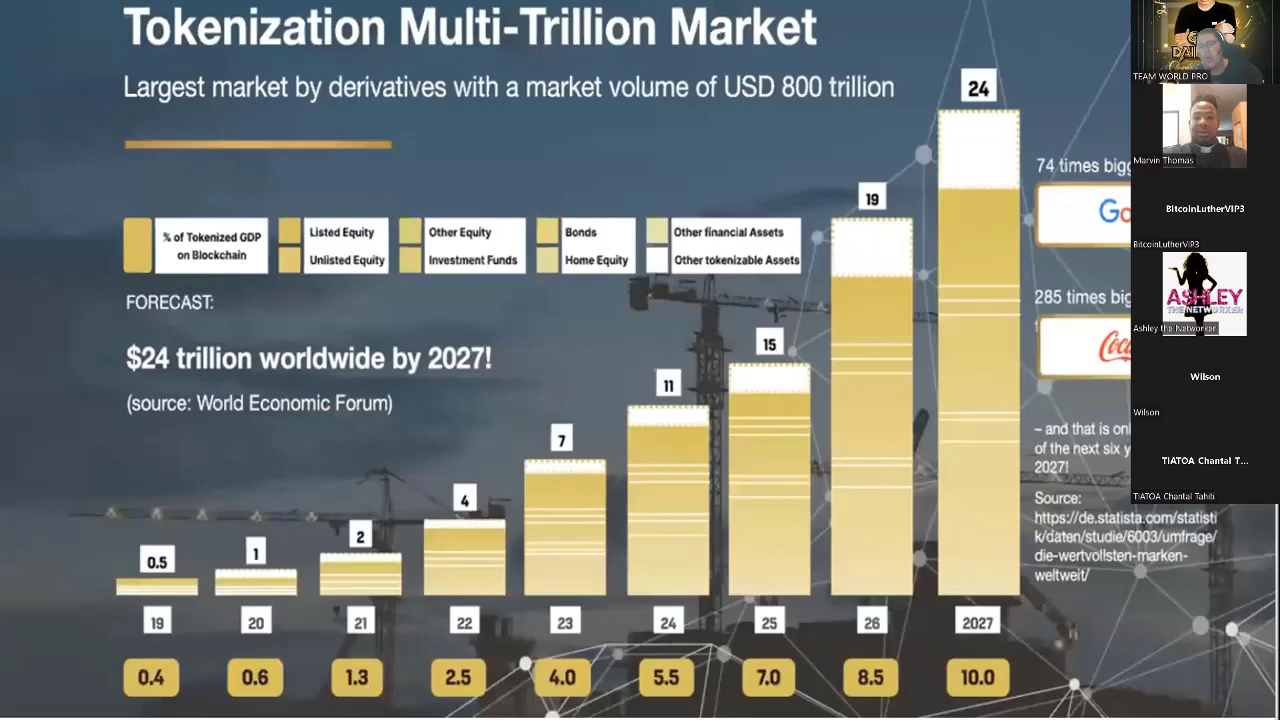 Tokenization Multi-Trillion Market
Largest market by derivatives with a market volume of USD 800 trillion
% of Tokenized GDP
on Blockchain
Listed Equity
Unlisted Equity
Other Equity
Investment Funds
Bonds
Home Equity
Other financial Assets
Other tokenizable Assets
FORECAST:
$24 trillion worldwide by 2027!
(source: World Economic Forum)
0.5
1
2
4
7
11
15
19
24
19
20
21
22
23
24
25
26
2027
0.4
0.6
1.3
2.5
4.0
5.5
7.0
8.5
10.0
74 times bigg
Go
285 times big
Coca
– and that is onl
of the next six y
2027!
Source:
https://de.statista.com/statisti
k/daten/studie/6003/umfrage/
die-wertvollsten-marken-
weltweit/
TEAM WORLD PRO
Marvin Thomas
BitcoinLutherVIP3
BitcoinLutherVIP3
ASHLEY
THE NETWORKER
Ashley the Networker
Wilson
Wilson
TIATOA Chantal T...
TIATOA Chantal Tahiti